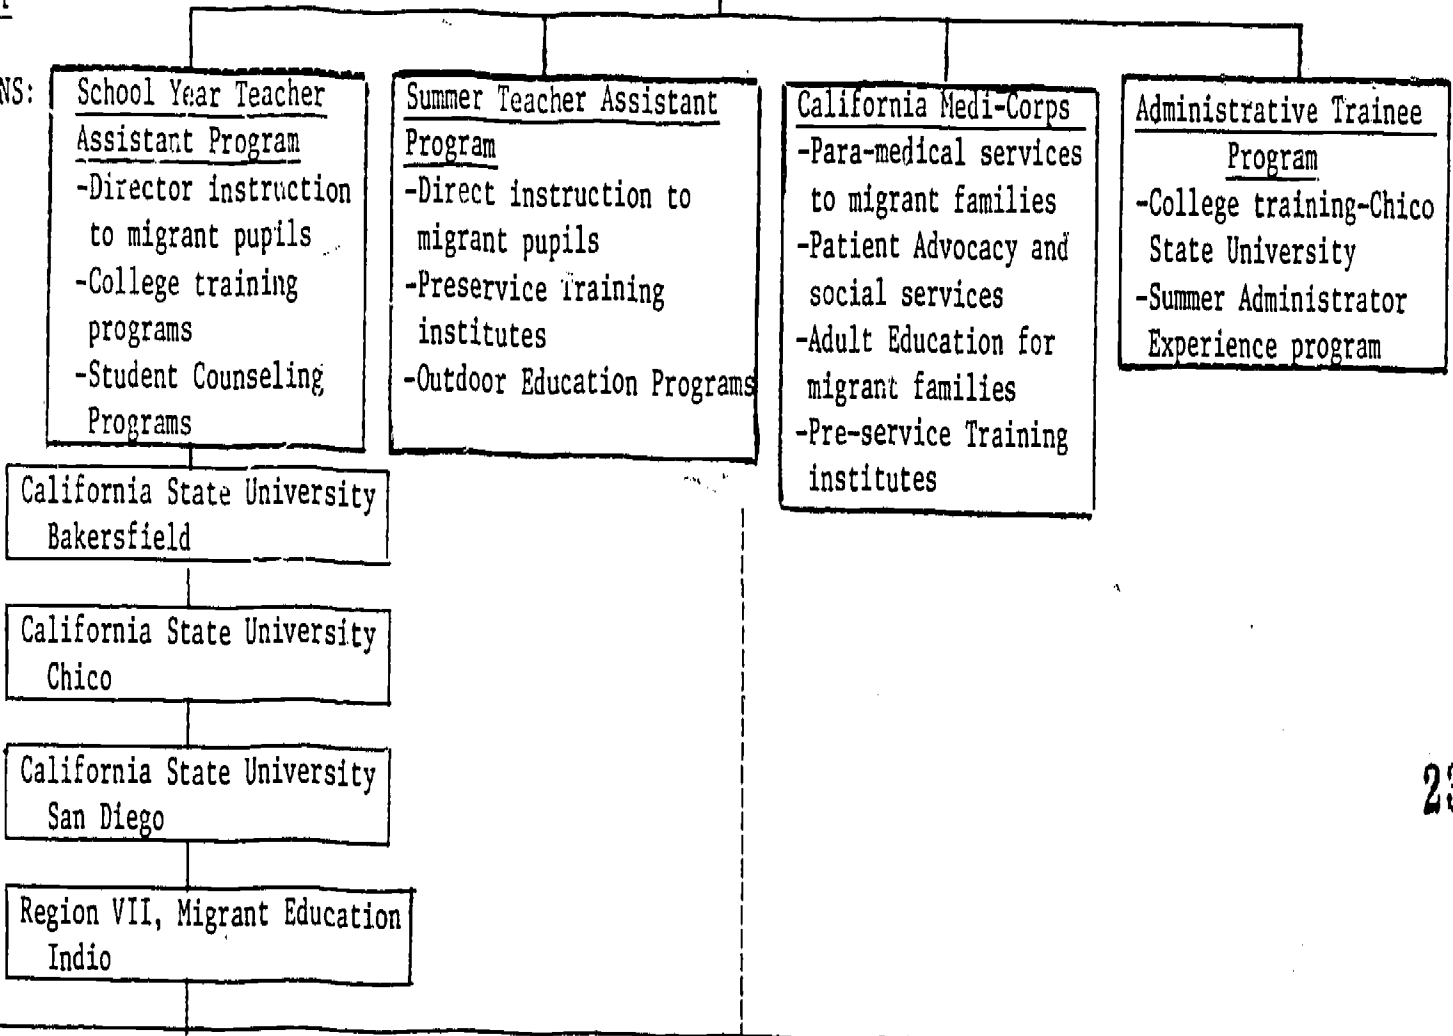 NS:
School Year Teacher
Assistant Program
-Director instruction
to migrant pupils
-College training
programs
-Student Counseling
Programs
Summer Teacher Assistant
Program
-Direct instruction to
migrant pupils
-Preservice Training
institutes
-Outdoor Education Programs
California Medi-Corps
-Para-medical services
to migrant families
-Patient Advocacy and
social services
-Adult Education for
migrant families
-Pre-service Training
institutes
Administrative Trainee
Program
-College training-Chico
State University
-Summer Administrator
Experience program
California State University
Bakersfield
California State University
Chico
California State University
San Diego
Region VII, Migrant Education
Indio